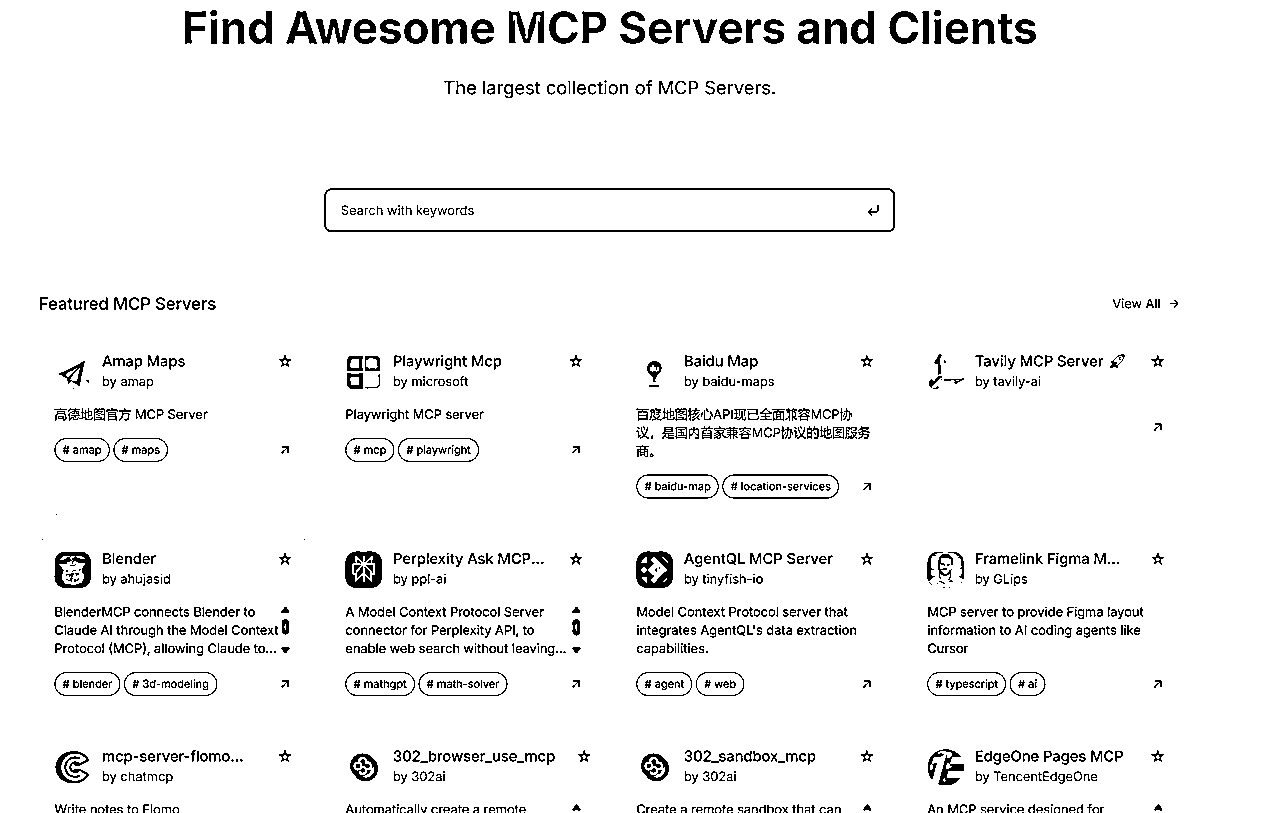 Find Awesome MCP Servers and Clients
The largest collection of MCP Servers.
Search with keywords
Featured MCP Servers
View All →
Amap Maps
by amap
高德地图官方 MCP Server
# amap
# maps
Playwright Mcp
by microsoft
Playwright MCP server
# mcp
# playwright
Baidu Map
by baidu-maps
百度地图核心API现已全面兼容MCP协
议，是国内首家兼容MCP协议的地图服务
商。
# baidu-map
# location-services
Tavily MCP Server 🚀
by tavily-ai
Blender
by ahujasid
BlenderMCP connects Blender to
Claude AI through the Model Context
Protocol (MCP), allowing Claude to...
# blender
# 3d-modeling
Perplexity Ask MCP...
by ppl-ai
A Model Context Protocol Server
connector for Perplexity API, to
enable web search without leaving...
# mathgpt
# math-solver
AgentQL MCP Server
by tinyfish-io
Model Context Protocol server that
integrates AgentQL's data extraction
capabilities.
# agent
# web
Framelink Figma M...
by GLips
MCP server to provide Figma layout
information to AI coding agents like
Cursor
# typescript
# ai
mcp-server-flomo...
by chatmcp
Write notes to Flomo
302_browser_use_mcp
by 302ai
Automatically create a remote
302_sandbox_mcp
by 302ai
Create a remote sandbox that can
EdgeOne Pages MCP
by TencentEdgeOne
An MCP service designed for